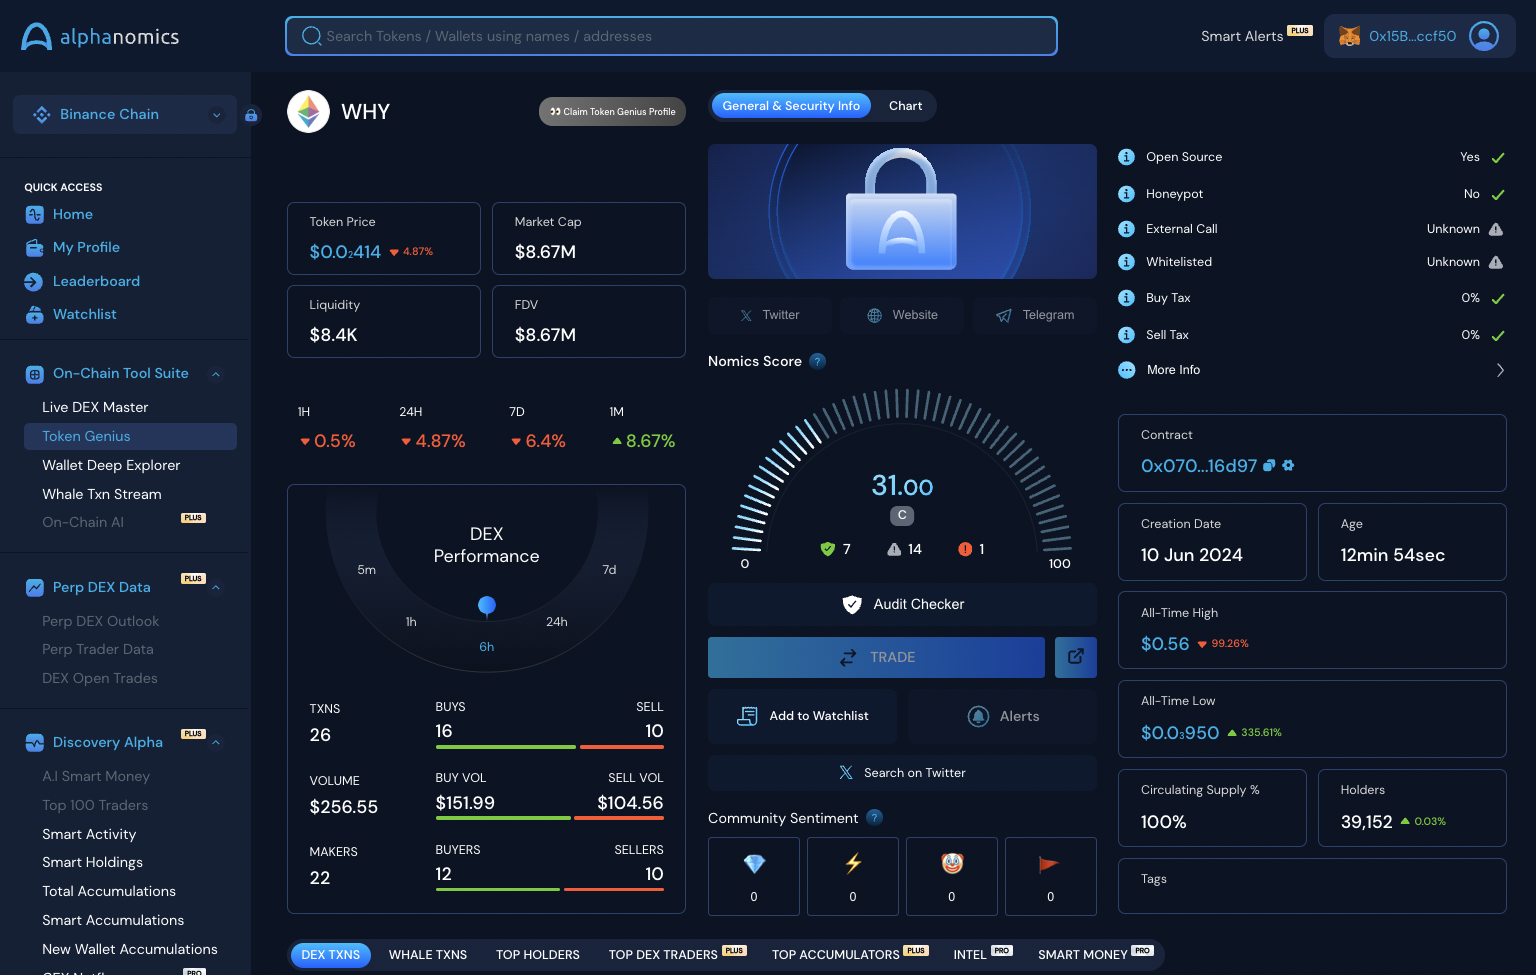 alphanomics
Search Tokens / Wallets using names / addresses
Smart Alerts PLUS
0x15B...ccf50
Binance Chain
QUICK ACCESS
Home
My Profile
Leaderboard
Watchlist
On-Chain Tool Suite
Live DEX Master
Token Genius
Wallet Deep Explorer
Whale Txn Stream
On-Chain AI PLUS
Perp DEX Data PLUS
Perp DEX Outlook
Perp Trader Data
DEX Open Trades
Discovery Alpha PLUS
A.I Smart Money
Top 100 Traders
Smart Activity
Smart Holdings
Total Accumulations
Smart Accumulations
New Wallet Accumulations
PRO
WHY
Claim Token Genius Profile
Token Price
$0.0₂414 4.87%
Market Cap
$8.67M
Liquidity
$8.4K
FDV
$8.67M
1H 24H 7D 1M
0.5% 4.87% 6.4% 8.67%
DEX
Performance
5m 7d
1h 24h
6h
TXNS BUYS SELL
26 16 10
VOLUME BUY VOL SELL VOL
$256.55 $151.99 $104.56
MAKERS BUYERS SELLERS
22 12 10
General & Security Info Chart
Twitter Website Telegram
Nomics Score ?
31.00
C
7 14 1
0 100
Audit Checker
TRADE
Add to Watchlist Alerts
Search on Twitter
Community Sentiment ?
0 0 0 0
Open Source Yes
Honeypot No
External Call Unknown
Whitelisted Unknown
Buy Tax 0%
Sell Tax 0%
More Info
Contract
0x070...16d97
Creation Date
10 Jun 2024
Age
12min 54sec
All-Time High
$0.56 99.26%
All-Time Low
$0.0₃950 335.61%
Circulating Supply %
100%
Holders
39,152 0.03%
Tags
DEX TXNS WHALE TXNS TOP HOLDERS TOP DEX TRADERS PLUS TOP ACCUMULATORS PLUS INTEL PRO SMART MONEY PRO